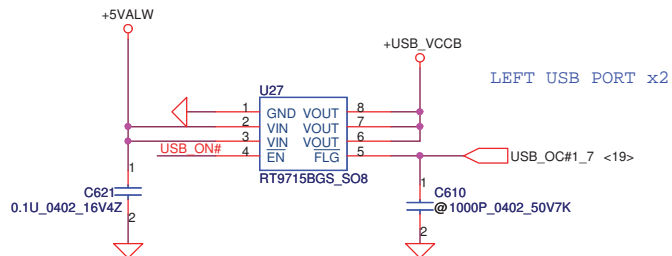 +5VALW
+USB_VCCB
LEFT USB PORT x2
U27
1 GND VOUT 8
2 VIN VOUT 7
3 VIN VOUT 6
USB_ON# 4 EN FLG 5
USB_OC#1_7 <19>
RT9715BGS_SO8
1
C621
0.1U_0402_16V4Z
2
1
C610
@1000P_0402_50V7K
2